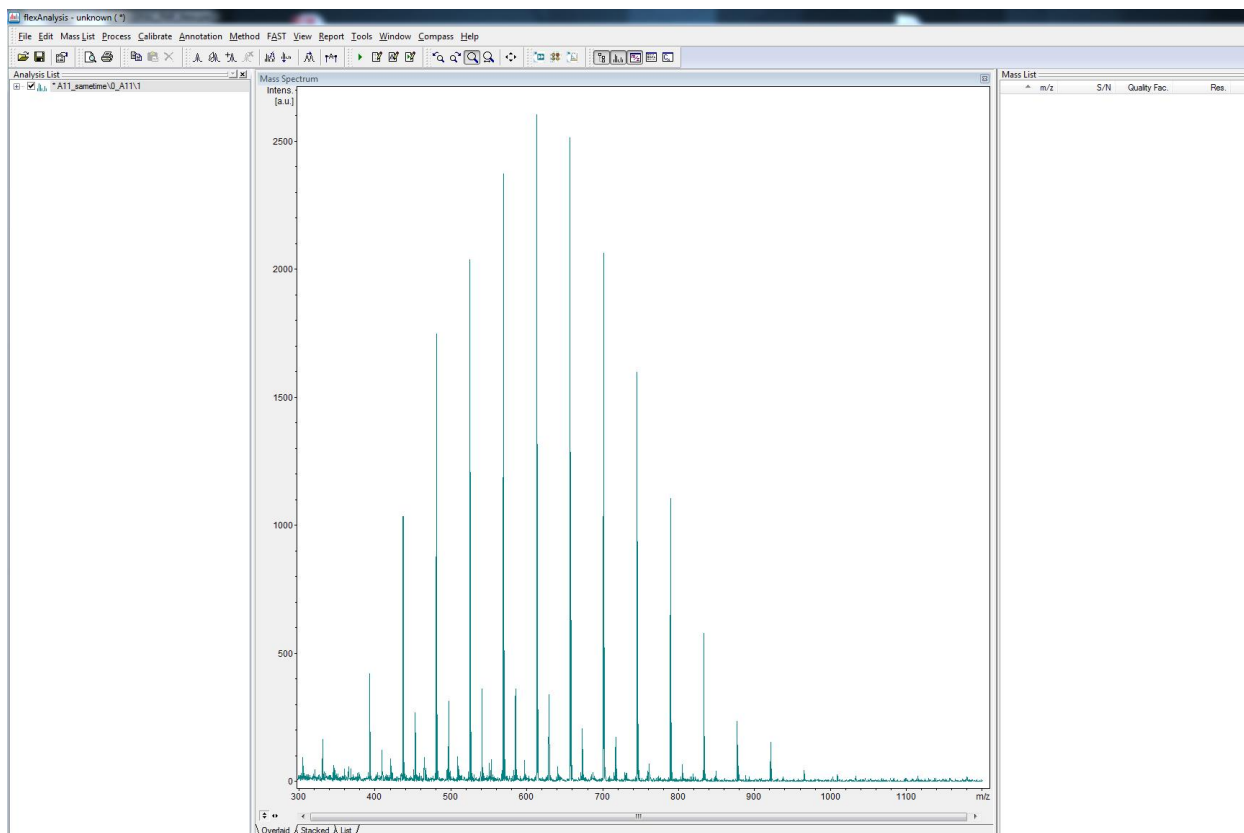 flexAnalysis - unknown ( *)
File Edit Mass List Process Calibrate Annotation Method FAST View Report Tools Window Compass Help
Analysis List
* A11_sametime\0_A11\1
Mass Spectrum
Intens.
[a.u.]
2500
2000
1500
1000
500
0
300 400 500 600 700 800 900 1000 1100 m/z
Overlaid Stacked List
Mass List
m/z S/N Quality Fac. Res.